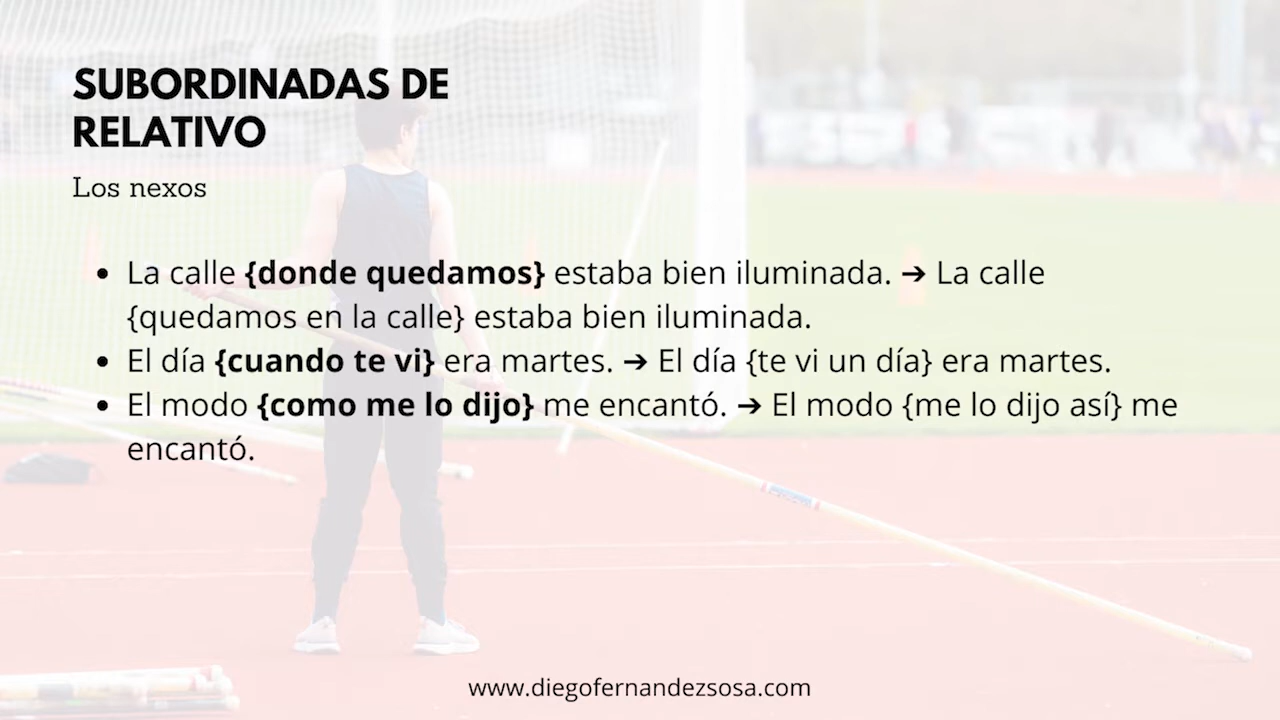 SUBORDINADAS DE
RELATIVO
Los nexos
• La calle {donde quedamos} estaba bien iluminada. ➔ La calle
{quedamos en la calle} estaba bien iluminada.
• El día {cuando te vi} era martes. ➔ El día {te vi un día} era martes.
• El modo {como me lo dijo} me encantó. ➔ El modo {me lo dijo así} me
encantó.
www.diegofernandezsosa.com